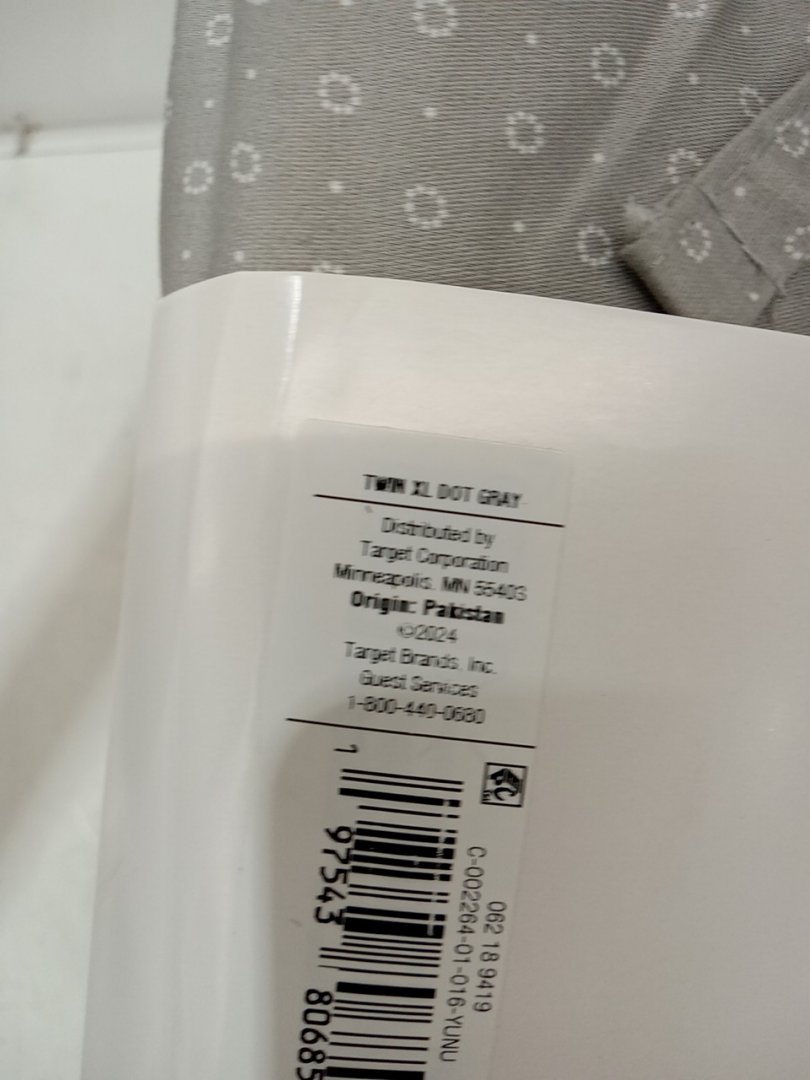 TWIN XL DOT GRAY
Distributed by
Target Corporation
Minneapolis, MN 55403
Origin: Pakistan
©2024
Target Brands, Inc.
Guest Services
1-800-440-0680
1 97543 80685
062 18 9419
C-002264-01-016-YUNU